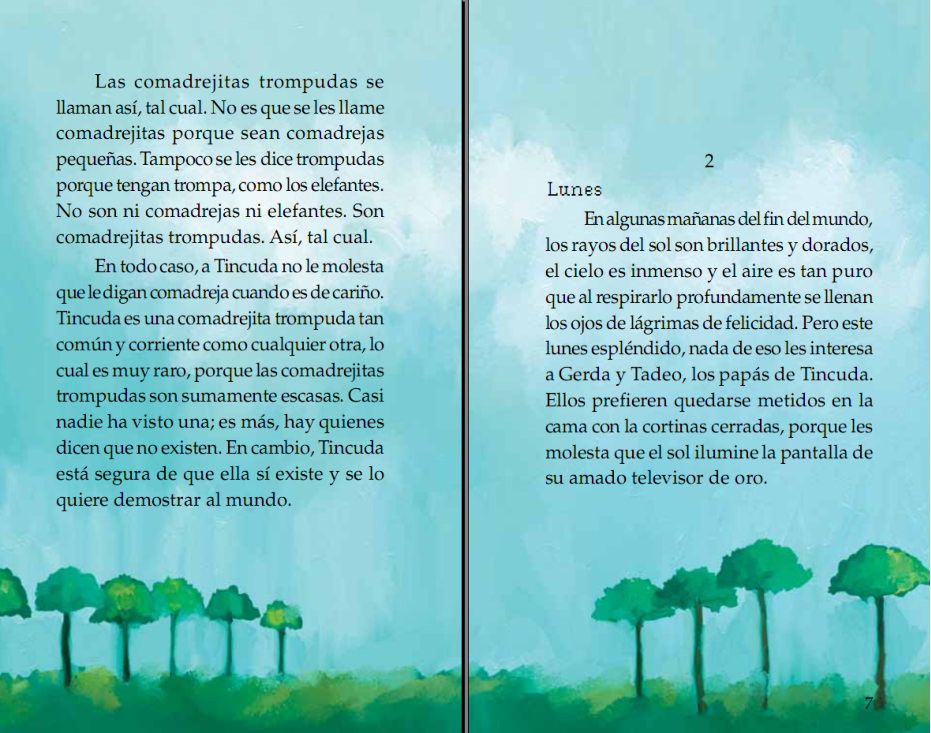 Las comadrejitas trompudas se
llaman así, tal cual. No es que se les llame
comadrejitas porque sean comadrejas
pequeñas. Tampoco se les dice trompudas
porque tengan trompa, como los elefantes.
No son ni comadrejas ni elefantes. Son
comadrejitas trompudas. Así, tal cual.
En todo caso, a Tincuda no le molesta
que le digan comadreja cuando es de cariño.
Tincuda es una comadrejita trompuda tan
común y corriente como cualquier otra, lo
cual es muy raro, porque las comadrejitas
trompudas son sumamente escasas. Casi
nadie ha visto una; es más, hay quienes
dicen que no existen. En cambio, Tincuda
está segura de que ella sí existe y se lo
quiere demostrar al mundo.
2
Lunes
En algunas mañanas del fin del mundo,
los rayos del sol son brillantes y dorados,
el cielo es inmenso y el aire es tan puro
que al respirarlo profundamente se llenan
los ojos de lágrimas de felicidad. Pero este
lunes espléndido, nada de eso les interesa
a Gerda y Tadeo, los papás de Tincuda.
Ellos prefieren quedarse metidos en la
cama con la cortinas cerradas, porque les
molesta que el sol ilumine la pantalla de
su amado televisor de oro.
7